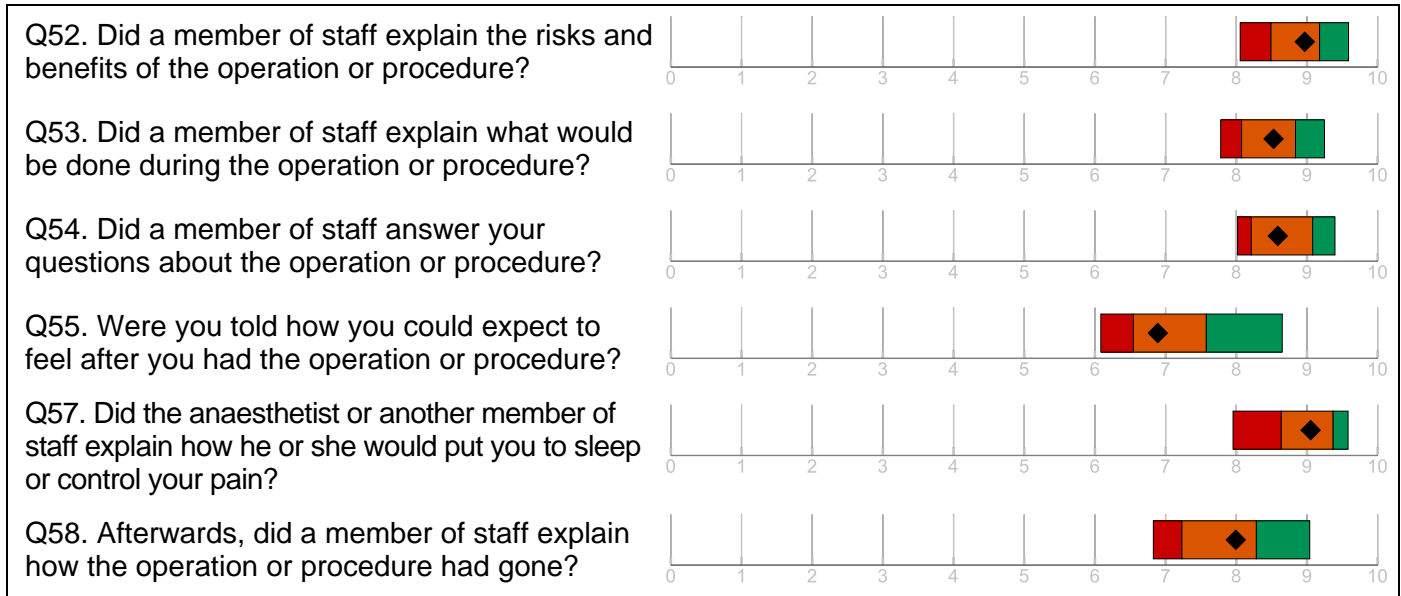 Q52. Did a member of staff explain the risks and
benefits of the operation or procedure?
0 1 2 3 4 5 6 7 8 9 10
Q53. Did a member of staff explain what would
be done during the operation or procedure?
0 1 2 3 4 5 6 7 8 9 10
Q54. Did a member of staff answer your
questions about the operation or procedure?
0 1 2 3 4 5 6 7 8 9 10
Q55. Were you told how you could expect to
feel after you had the operation or procedure?
0 1 2 3 4 5 6 7 8 9 10
Q57. Did the anaesthetist or another member of
staff explain how he or she would put you to sleep
or control your pain?
0 1 2 3 4 5 6 7 8 9 10
Q58. Afterwards, did a member of staff explain
how the operation or procedure had gone?
0 1 2 3 4 5 6 7 8 9 10